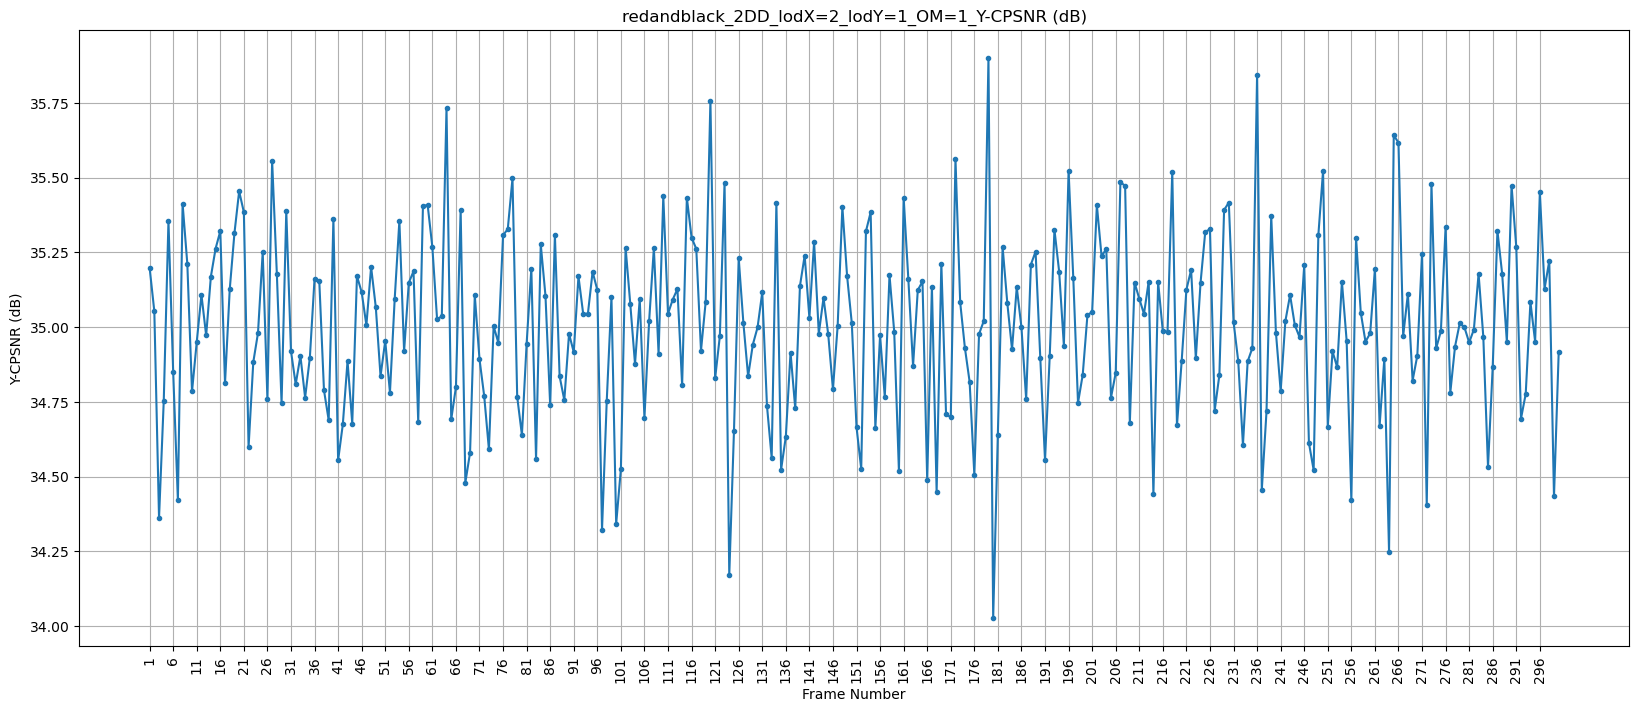 redandblack_2DD_lodX=2_lodY=1_OM=1_Y-CPSNR (dB)
Y-CPSNR (dB)
35.75
35.50
35.25
35.00
34.75
34.50
34.25
34.00
1 6 11 16 21 26 31 36 41 46 51 56 61 66 71 76 81 86 91 96 101 106 111 116 121 126 131 136 141 146 151 156 161 166 171 176 181 186 191 196 201 206 211 216 221 226 231 236 241 246 251 256 261 266 271 276 281 286 291 296
Frame Number